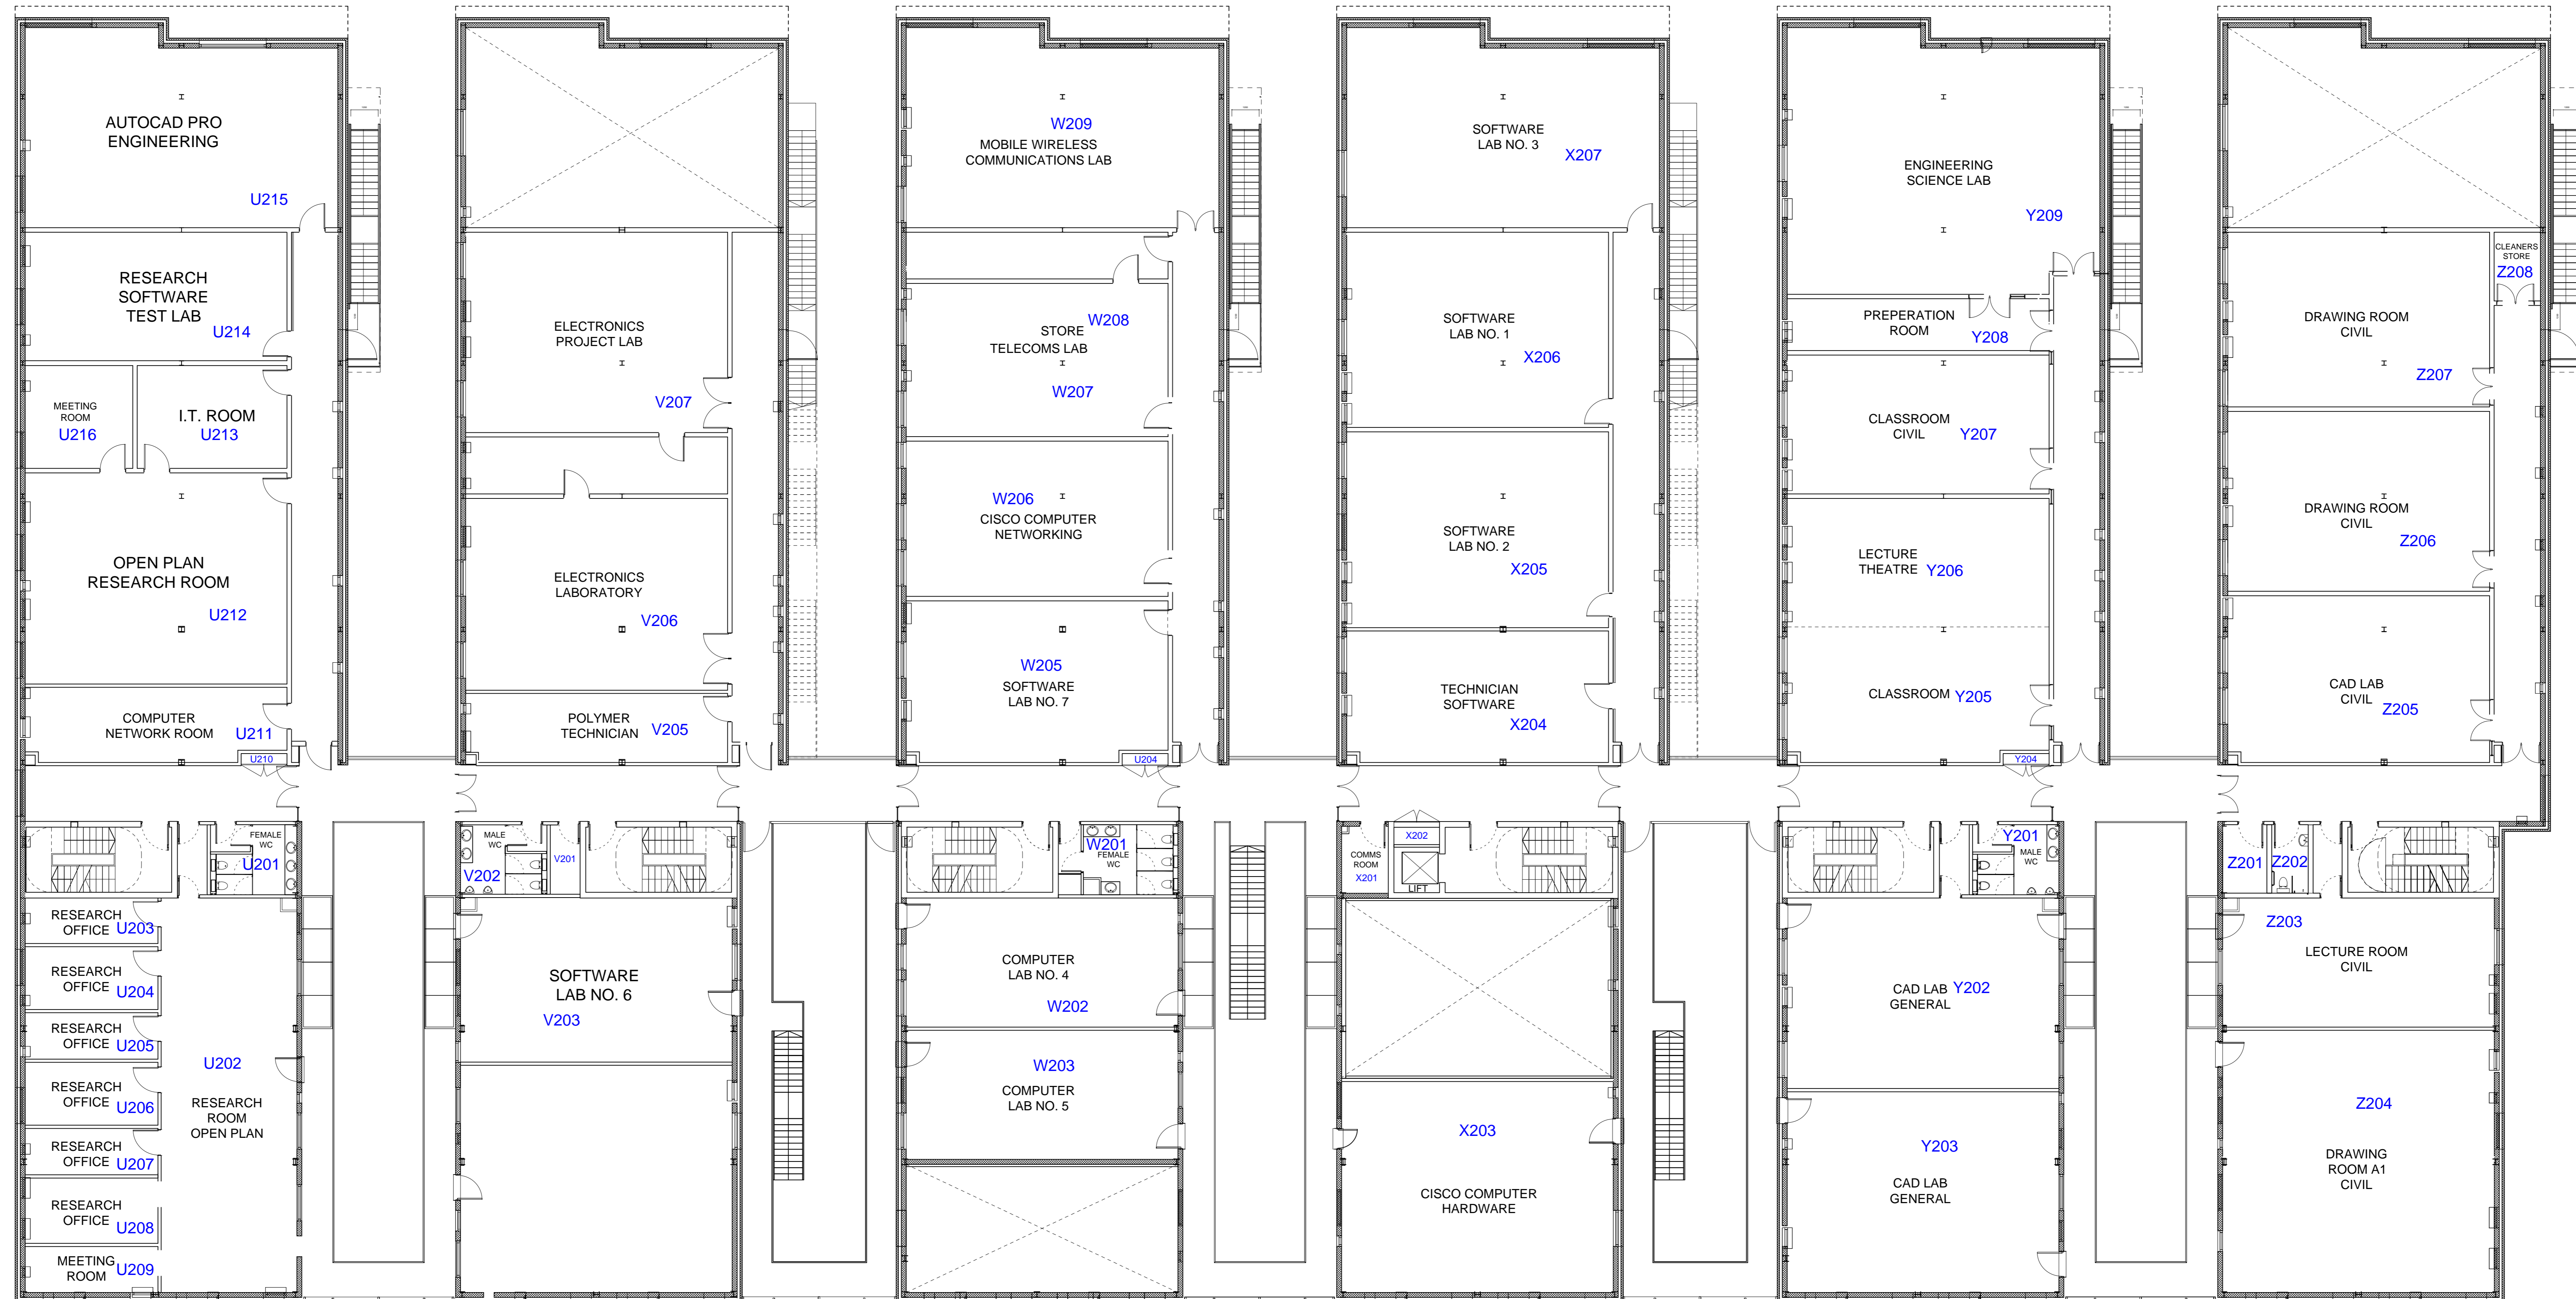 AUTOCAD PRO
ENGINEERING
U215
RESEARCH
SOFTWARE
TEST LAB
U214
MEETING
ROOM
U216
I.T. ROOM
U213
OPEN PLAN
RESEARCH ROOM
U212
COMPUTER
NETWORK ROOM
U211
U210
FEMALE
WC
U201
RESEARCH
OFFICE
U203
RESEARCH
OFFICE
U204
RESEARCH
OFFICE
U205
RESEARCH
OFFICE
U206
RESEARCH
OFFICE
U207
RESEARCH
OFFICE
U208
MEETING
ROOM
U209
U202
RESEARCH
ROOM
OPEN PLAN
ELECTRONICS
PROJECT LAB
V207
ELECTRONICS
LABORATORY
V206
POLYMER
TECHNICIAN
V205
MALE
WC
V202
V201
SOFTWARE
LAB NO. 6
V203
W209
MOBILE WIRELESS
COMMUNICATIONS LAB
W208
STORE
TELECOMS LAB
W207
W206
CISCO COMPUTER
NETWORKING
W205
SOFTWARE
LAB NO. 7
U204
W201
FEMALE
WC
COMPUTER
LAB NO. 4
W202
W203
COMPUTER
LAB NO. 5
SOFTWARE
LAB NO. 3
X207
SOFTWARE
LAB NO. 1
X206
SOFTWARE
LAB NO. 2
X205
TECHNICIAN
SOFTWARE
X204
COMMS
ROOM
X201
X202
LIFT
X203
CISCO COMPUTER
HARDWARE
ENGINEERING
SCIENCE LAB
Y209
PREPERATION
ROOM
Y208
CLASSROOM
CIVIL
Y207
LECTURE
THEATRE
Y206
CLASSROOM
Y205
Y204
Y201
MALE
WC
CAD LAB
GENERAL
Y202
Y203
CAD LAB
GENERAL
CLEANERS
STORE
Z208
DRAWING ROOM
CIVIL
Z207
DRAWING ROOM
CIVIL
Z206
CAD LAB
CIVIL
Z205
Z201
Z202
Z203
LECTURE ROOM
CIVIL
Z204
DRAWING
ROOM A1
CIVIL